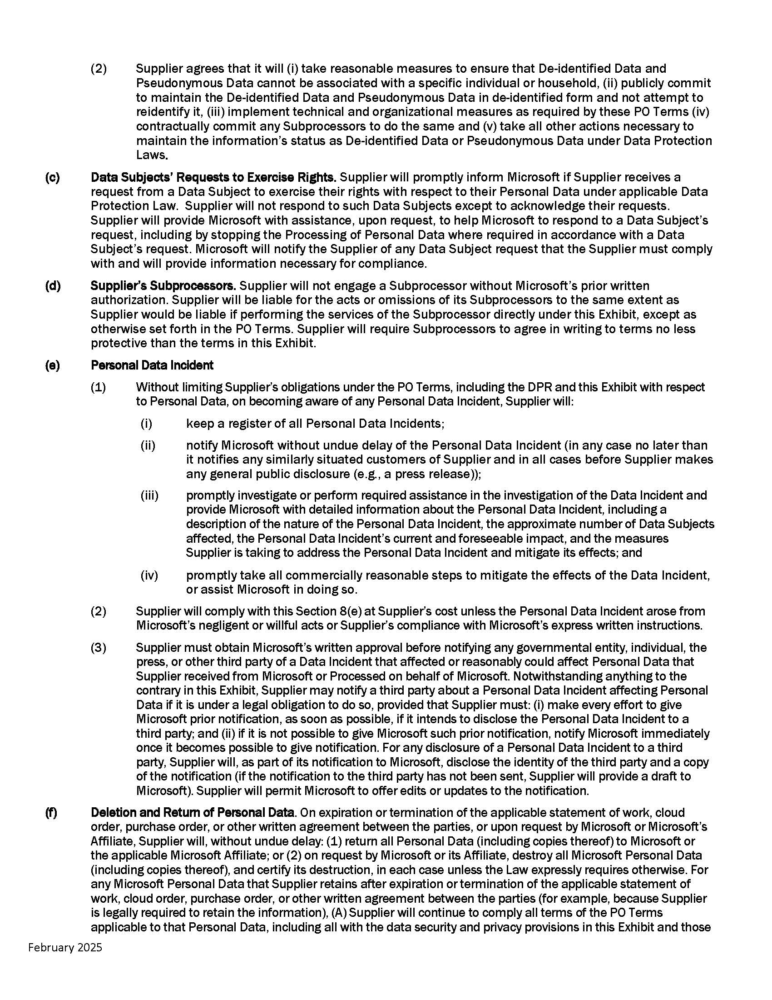 (2) Supplier agrees that it will (i) take reasonable measures to ensure that De-identified Data and
Pseudonymous Data cannot be associated with a specific individual or household, (ii) publicly commit
to maintain the De-identified Data and Pseudonymous Data in de-identified form and not attempt to
reidentify it, (iii) implement technical and organizational measures as required by these PO Terms (iv)
contractually commit any Subprocessors to do the same and (v) take all other actions necessary to
maintain the information's status as De-identified Data or Pseudonymous Data under Data Protection
Laws.
(c) Data Subjects' Requests to Exercise Rights. Supplier will promptly inform Microsoft if Supplier receives a
request from a Data Subject to exercise their rights with respect to their Personal Data under applicable Data
Protection Law. Supplier will not respond to such Data Subjects except to acknowledge their requests.
Supplier will provide Microsoft with assistance, upon request, to help Microsoft to respond to a Data Subject's
request, including by stopping the Processing of Personal Data where required in accordance with a Data
Subject's request. Microsoft will notify the Supplier of any Data Subject request that the Supplier must comply
with and will provide information necessary for compliance.
(d) Supplier's Subprocessors. Supplier will not engage a Subprocessor without Microsoft's prior written
authorization. Supplier will be liable for the acts or omissions of its Subprocessors to the same extent as
Supplier would be liable if performing the services of the Subprocessor directly under this Exhibit, except as
otherwise set forth in the PO Terms. Supplier will require Subprocessors to agree in writing to terms no less
protective than the terms in this Exhibit.
(e) Personal Data Incident
(1) Without limiting Supplier's obligations under the PO Terms, including the DPR and this Exhibit with respect
to Personal Data, on becoming aware of any Personal Data Incident, Supplier will:
(i) keep a register of all Personal Data Incidents;
(ii) notify Microsoft without undue delay of the Personal Data Incident (in any case no later than
it notifies any similarly situated customers of Supplier and in all cases before Supplier makes
any general public disclosure (e.g., a press release));
(iii) promptly investigate or perform required assistance in the investigation of the Data Incident and
provide Microsoft with detailed information about the Personal Data Incident, including a
description of the nature of the Personal Data Incident, the approximate number of Data Subjects
affected, the Personal Data Incident's current and foreseeable impact, and the measures
Supplier is taking to address the Personal Data Incident and mitigate its effects; and
(iv) promptly take all commercially reasonable steps to mitigate the effects of the Data Incident,
or assist Microsoft in doing so.
(2) Supplier will comply with this Section 8(e) at Supplier's cost unless the Personal Data Incident arose from
Microsoft's negligent or willful acts or Supplier's compliance with Microsoft's express written instructions.
(3) Supplier must obtain Microsoft's written approval before notifying any governmental entity, individual, the
press, or other third party of a Data Incident that affected or reasonably could affect Personal Data that
Supplier received from Microsoft or Processed on behalf of Microsoft. Notwithstanding anything to the
contrary in this Exhibit, Supplier may notify a third party about a Personal Data Incident affecting Personal
Data if it is under a legal obligation to do so, provided that Supplier must: (i) make every effort to give
Microsoft prior notification, as soon as possible, if it intends to disclose the Personal Data Incident to a
third party; and (ii) if it is not possible to give Microsoft such prior notification, notify Microsoft immediately
once it becomes possible to give notification. For any disclosure of a Personal Data Incident to a third
party, Supplier will, as part of its notification to Microsoft, disclose the identity of the third party and a copy
of the notification (if the notification to the third party has not been sent, Supplier will provide a draft to
Microsoft). Supplier will permit Microsoft to offer edits or updates to the notification.
(f) Deletion and Return of Personal Data. On expiration or termination of the applicable statement of work, cloud
order, purchase order, or other written agreement between the parties, or upon request by Microsoft or Microsoft's
Affiliate, Supplier will, without undue delay: (1) return all Personal Data (including copies thereof) to Microsoft or
the applicable Microsoft Affiliate; or (2) on request by Microsoft or its Affiliate, destroy all Microsoft Personal Data
(including copies thereof), and certify its destruction, in each case unless the Law expressly requires otherwise. For
any Microsoft Personal Data that Supplier retains after expiration or termination of the applicable statement of
work, cloud order, purchase order, or other written agreement between the parties (for example, because Supplier
is legally required to retain the information), (A) Supplier will continue to comply all terms of the PO Terms
applicable to that Personal Data, including all with the data security and privacy provisions in this Exhibit and those
February 2025